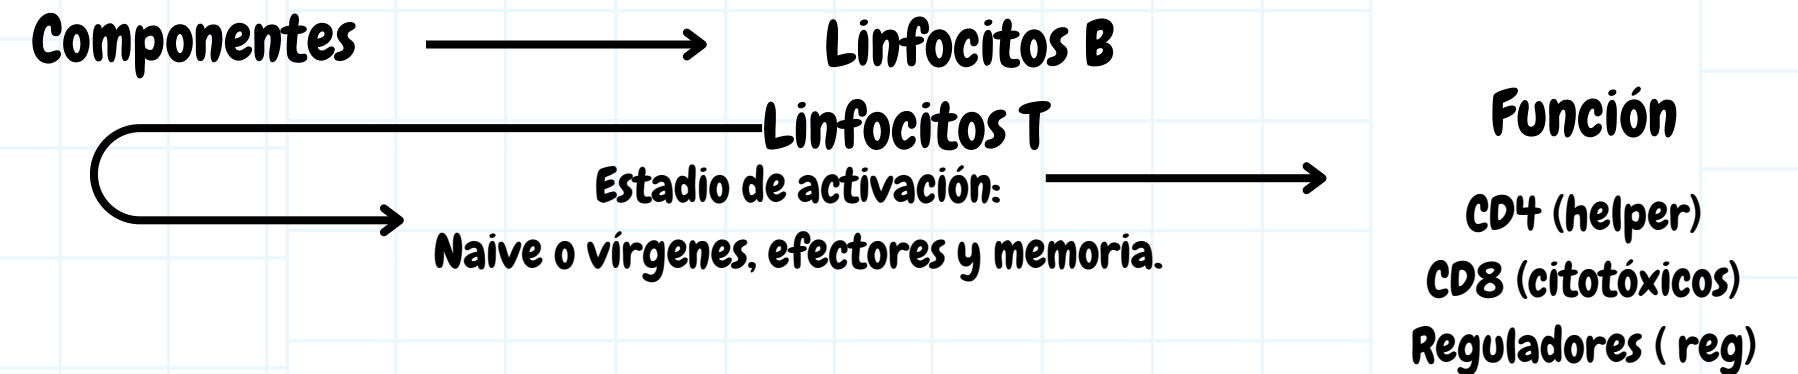 Componentes
Linfocitos B
Linfocitos T
Estadio de activación:
Naive o vírgenes, efectores y memoria.
Función
CD4 (helper)
CD8 (citotóxicos)
Reguladores ( reg)